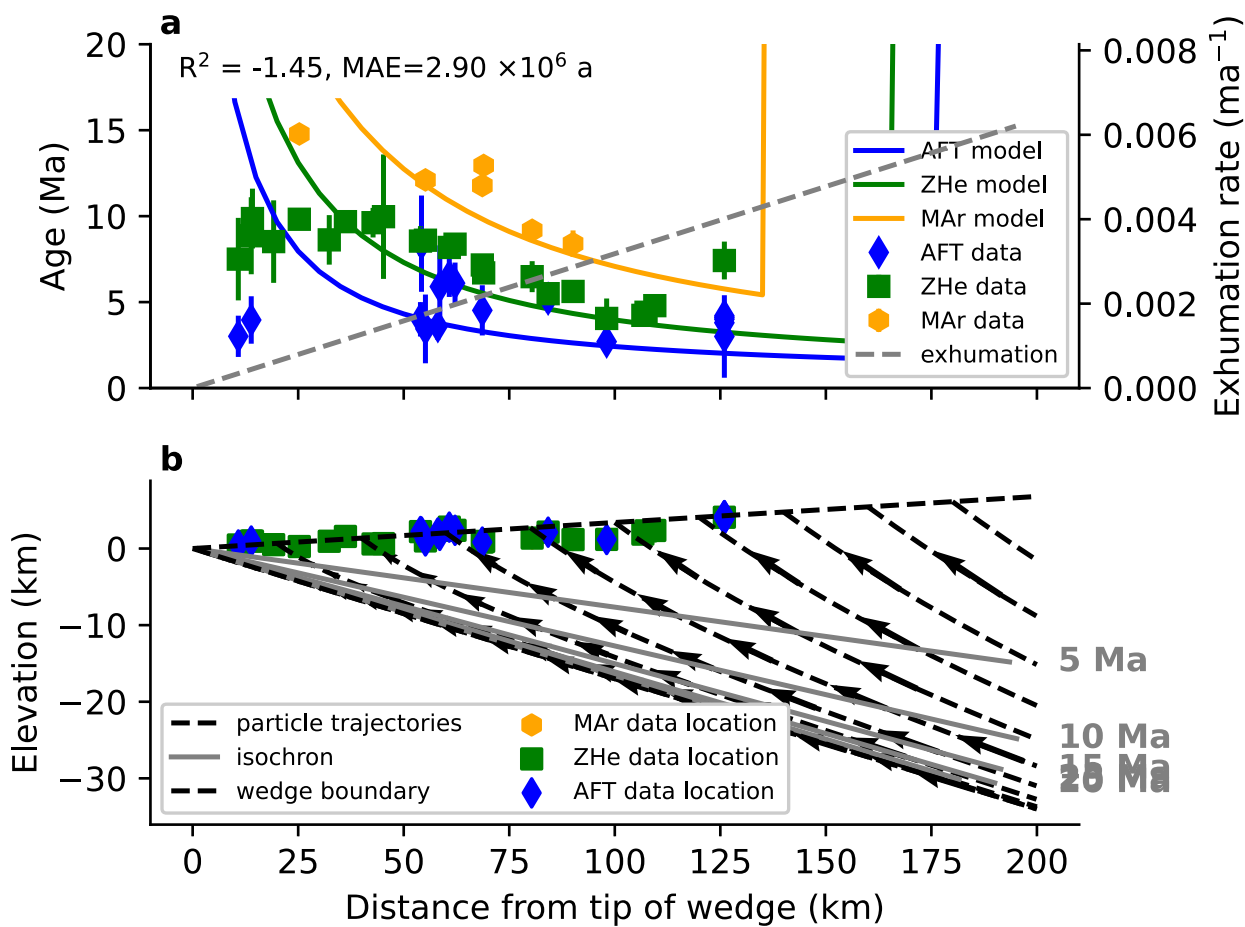 a
R² = -1.45, MAE=2.90 ×10⁶ a
20
15
10
5
0
Age (Ma)
0.008
0.006
0.004
0.002
0.000
Exhumation rate (ma⁻¹)
AFT model
ZHe model
MAr model
AFT data
ZHe data
MAr data
exhumation
b
0
−10
−20
−30
Elevation (km)
5 Ma
10 Ma
15 Ma
particle trajectories
isochron
wedge boundary
MAr data location
ZHe data location
AFT data location
0 25 50 75 100 125 150 175 200
Distance from tip of wedge (km)